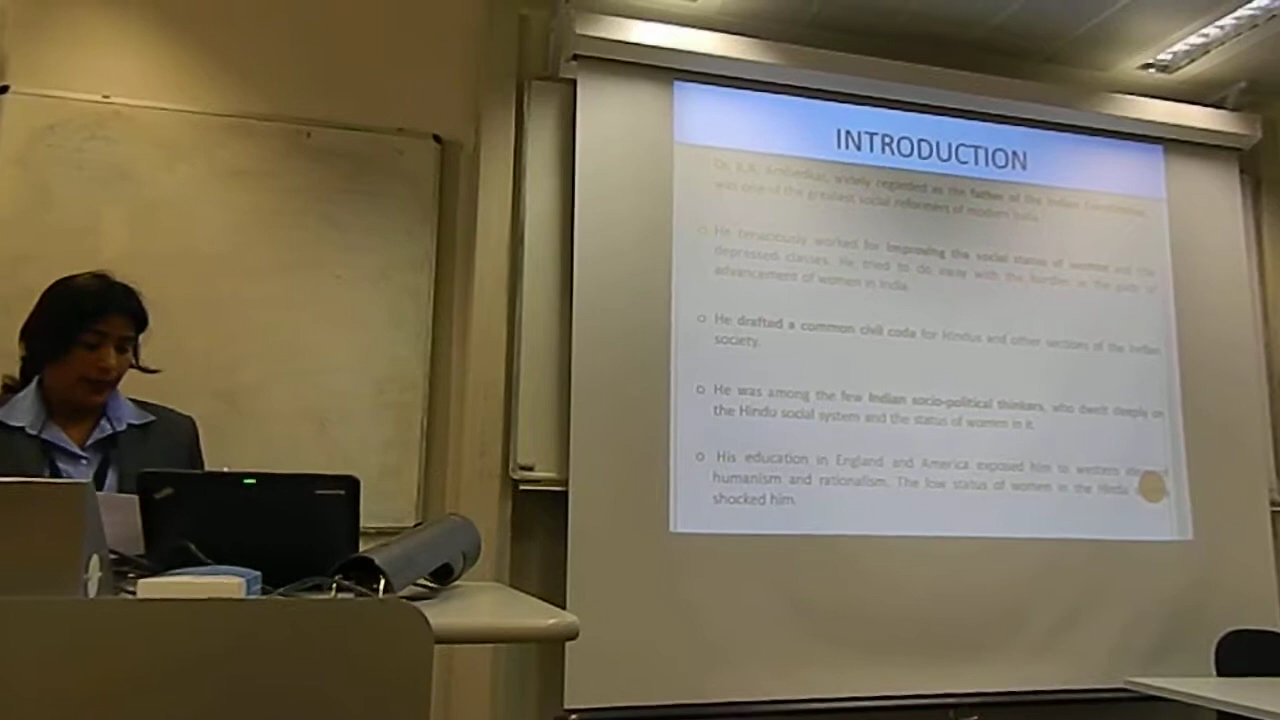 INTRODUCTION
Dr. B.R. Ambedkar, widely regarded as the father of the Indian Constitution,
was one of the greatest social reformers of modern India.
o He tenaciously worked for improving the social status of women and the
depressed classes. He tried to do away with the hurdles in the path of
advancement of women in India.
o He drafted a common civil coda for Hindus and other sections of the Indian
society.
o He was among the few Indian socio-political thinkers, who dwelt deeply on
the Hindu social system and the status of women in it.
o His education in England and America exposed him to western
humanism and rationalism. The low status of women in the Hindu
shocked him.